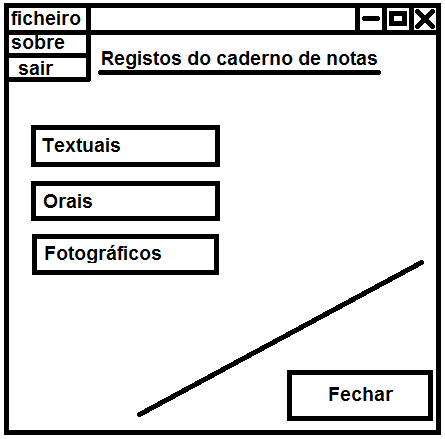 ficheiro
sobre
sair
Registos do caderno de notas
Textuais
Orais
Fotográficos
Fechar